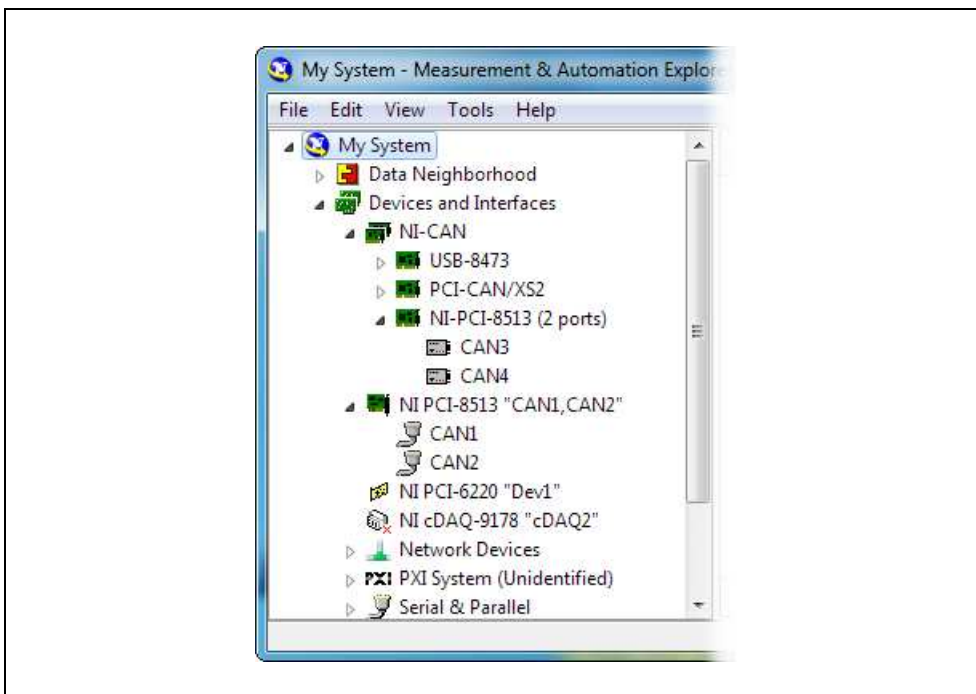 My System - Measurement & Automation Explore
File Edit View Tools Help
My System
Data Neighborhood
Devices and Interfaces
NI-CAN
USB-8473
PCI-CAN/XS2
NI-PCI-8513 (2 ports)
CAN3
CAN4
NI PCI-8513 "CAN1,CAN2"
CAN1
CAN2
NI PCI-6220 "Dev1"
NI cDAQ-9178 "cDAQ2"
Network Devices
PXI PXI System (Unidentified)
Serial & Parallel